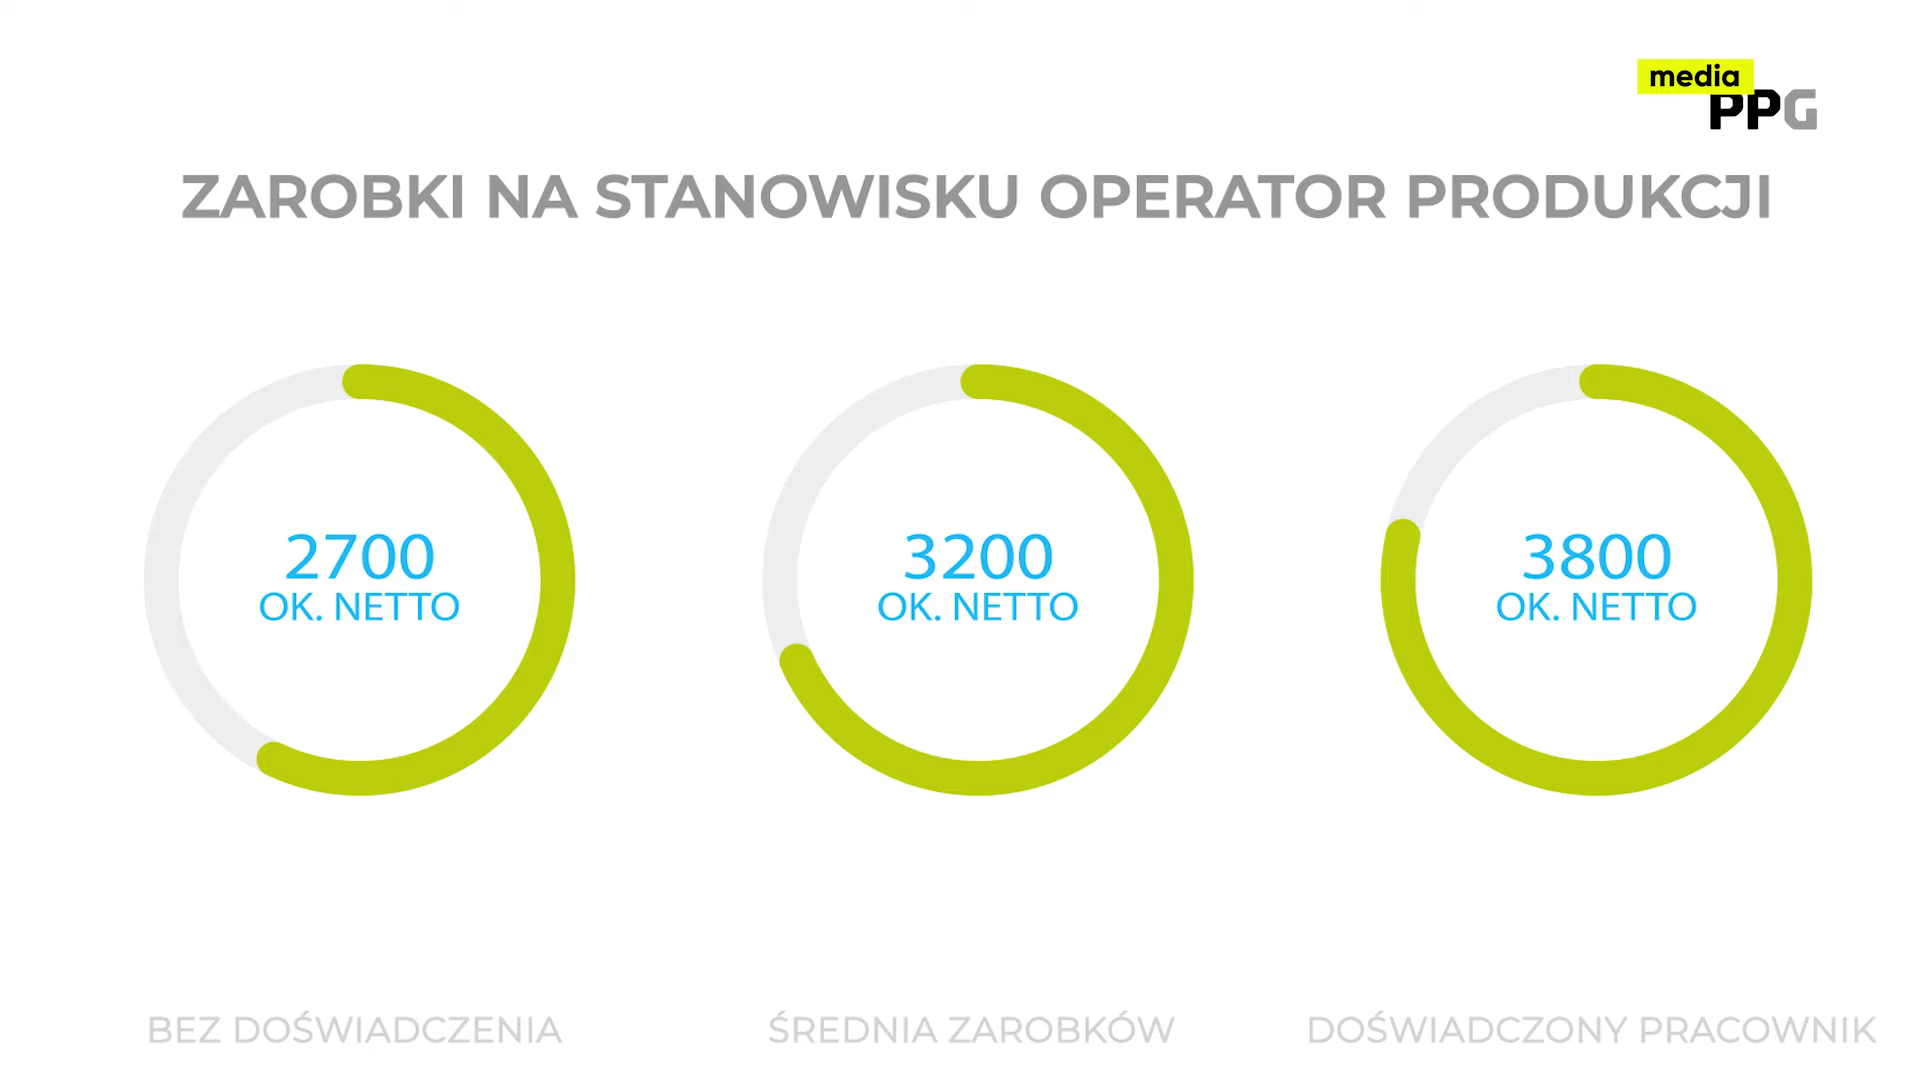 media
PPG
ZAROBKI NA STANOWISKU OPERATOR PRODUKCJI
2700
OK. NETTO
3200
OK. NETTO
3800
OK. NETTO
BEZ DOŚWIADCZENIA
ŚREDNIA ZAROBKÓW
DOŚWIADCZONY PRACOWNIK